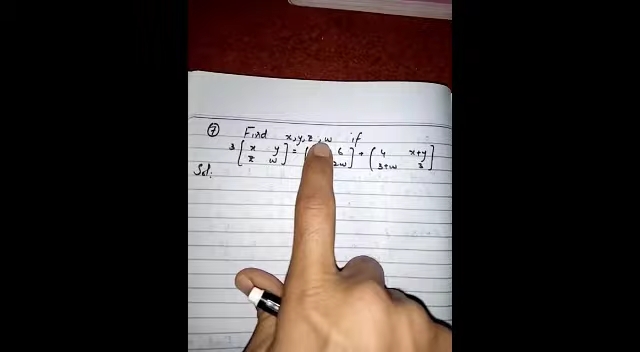 ⑦ Find x, y, z, w if
3 [ x y ] = [ 6 ] + [ 4 x+y ]
[ z w ] 2w ] [ 3+w 3 ]
Sol: